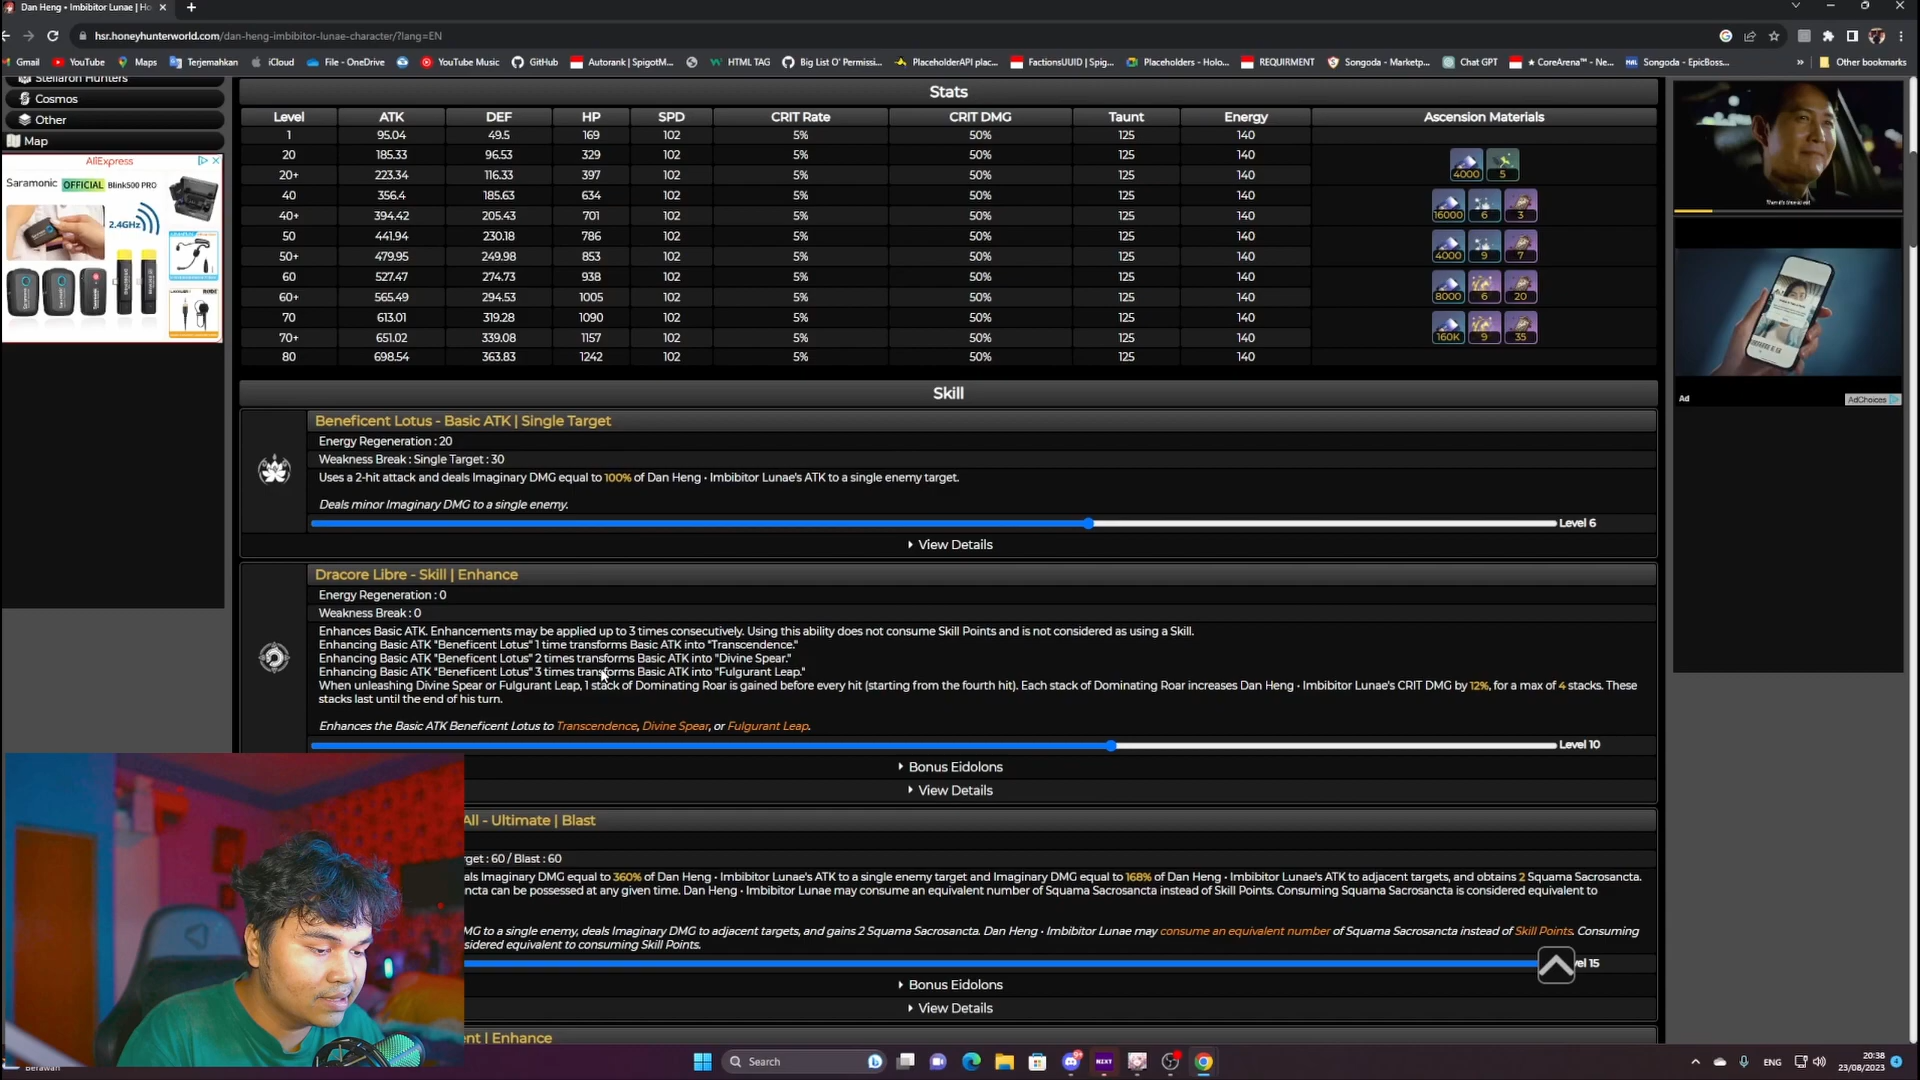 Dan Heng • Imbibitor Lunae | Ho
hsr.honeyhunterworld.com/dan-heng-imbibitor-lunae-character/?lang=EN
Gmail YouTube Maps Terjemahkan iCloud File - OneDrive YouTube Music GitHub Autorank | SpigotM... HTML TAG Big List O' Permissi... PlaceholderAPI plac... FactionsUUID | Spig... Placeholders - Holo... REQUIRMENT Songoda - Marketp... Chat GPT ★ CoreArena™ - Ne... Songoda - EpicBoss... » Other bookmarks
Stellaron Hunters
Cosmos
Other
Map
AliExpress
Saramonic OFFICIAL Blink500 PRO
2.4GHz
Stats
Level ATK DEF HP SPD CRIT Rate CRIT DMG Taunt Energy Ascension Materials
1 95.04 49.5 169 102 5% 50% 125 140
20 185.33 96.53 329 102 5% 50% 125 140
4000 5
20+ 223.34 116.33 397 102 5% 50% 125 140
40 356.4 185.63 634 102 5% 50% 125 140
16000 6 3
40+ 394.42 205.43 701 102 5% 50% 125 140
50 441.94 230.18 786 102 5% 50% 125 140
4000 9 7
50+ 479.95 249.98 853 102 5% 50% 125 140
60 527.47 274.73 938 102 5% 50% 125 140
8000 6 20
60+ 565.49 294.53 1005 102 5% 50% 125 140
70 613.01 319.28 1090 102 5% 50% 125 140
160K 9 35
70+ 651.02 339.08 1157 102 5% 50% 125 140
80 698.54 363.83 1242 102 5% 50% 125 140
Ad
AdChoices
Skill
Beneficent Lotus - Basic ATK | Single Target
Energy Regeneration : 20
Weakness Break : Single Target : 30
Uses a 2-hit attack and deals Imaginary DMG equal to 100% of Dan Heng • Imbibitor Lunae's ATK to a single enemy target.
Deals minor Imaginary DMG to a single enemy.
Level 6
View Details
Dracore Libre - Skill | Enhance
Energy Regeneration : 0
Weakness Break : 0
Enhances Basic ATK. Enhancements may be applied up to 3 times consecutively. Using this ability does not consume Skill Points and is not considered as using a Skill.
Enhancing Basic ATK "Beneficent Lotus" 1 time transforms Basic ATK into "Transcendence."
Enhancing Basic ATK "Beneficent Lotus" 2 times transforms Basic ATK into "Divine Spear."
Enhancing Basic ATK "Beneficent Lotus" 3 times transforms Basic ATK into "Fulgurant Leap."
When unleashing Divine Spear or Fulgurant Leap, 1 stack of Dominating Roar is gained before every hit (starting from the fourth hit). Each stack of Dominating Roar increases Dan Heng • Imbibitor Lunae's CRIT DMG by 12%, for a max of 4 stacks. These
stacks last until the end of his turn.
Enhances the Basic ATK Beneficent Lotus to Transcendence, Divine Spear, or Fulgurant Leap.
Level 10
Bonus Eidolons
View Details
All - Ultimate | Blast
rget : 60 / Blast : 60
als Imaginary DMG equal to 360% of Dan Heng • Imbibitor Lunae's ATK to a single enemy target and Imaginary DMG equal to 168% of Dan Heng • Imbibitor Lunae's ATK to adjacent targets, and obtains 2 Squama Sacrosancta.
ncta can be possessed at any given time. Dan Heng • Imbibitor Lunae may consume an equivalent number of Squama Sacrosancta instead of Skill Points. Consuming Squama Sacrosancta is considered equivalent to
MG to a single enemy, deals Imaginary DMG to adjacent targets, and gains 2 Squama Sacrosancta. Dan Heng • Imbibitor Lunae may consume an equivalent number of Squama Sacrosancta instead of Skill Points. Consuming
sidered equivalent to consuming Skill Points.
vel 15
Bonus Eidolons
View Details
ent | Enhance
Berawan
Search
NIXT
ENG
20:38
23/08/2023